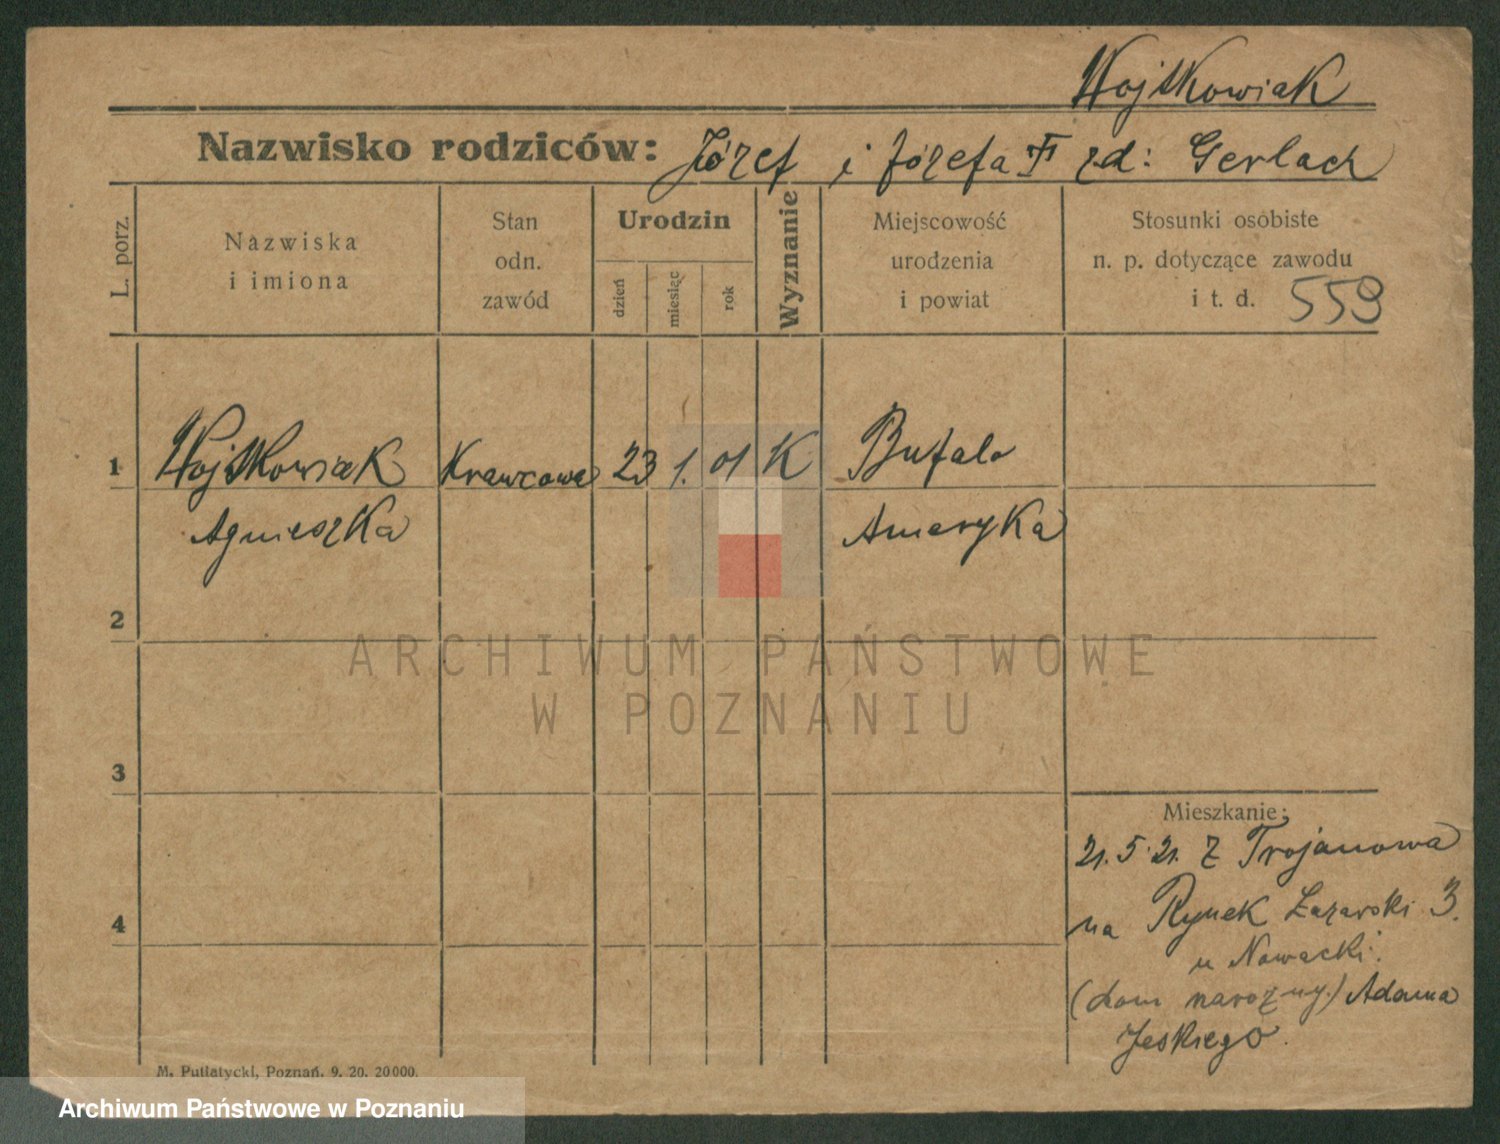 Wojtkowiak
Nazwisko rodziców: Józef i Józefa zd: Gerlach
L. porz.
Nazwiska
i imiona
Stan
odn.
zawód
Urodzin
dzień
miesiąc
rok
Wyznanie
Miejscowość
urodzenia
i powiat
Stosunki osobiste
n. p. dotyczące zawodu
i t. d. 559
1 Wojtkowiak Krawcowa 23 1. 01 K Bufalo
Agnieszka Ameryka
2
ARCHIWUM PAŃSTWOWE
W POZNANIU
3
Mieszkanie:
21.5.21. Z Trojanowa
na Rynek Łazarski 3.
4
u Nowacki.
(dom narożny.) Adama
Jeskiego.
M. Putiatycki, Poznań. 9. 20. 20000.
Archiwum Państwowe w Poznaniu